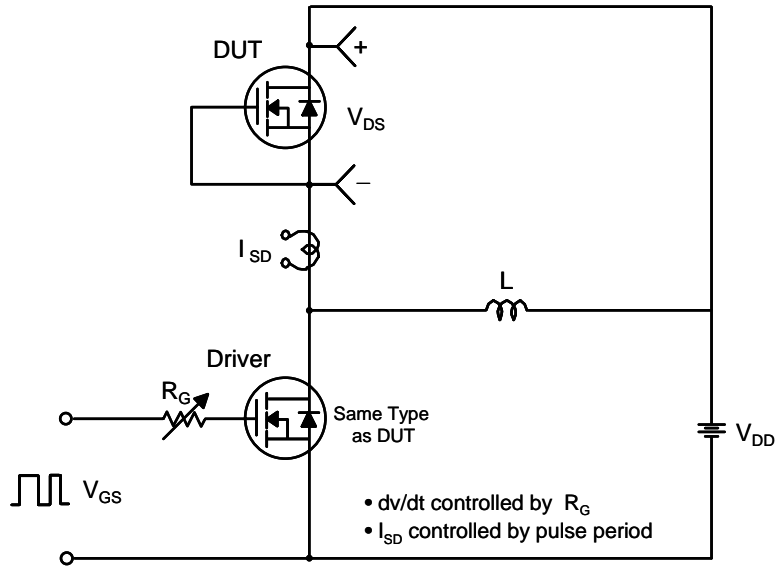 DUT
+
V_DS
–
I_SD
L
Driver
R_G
Same Type
as DUT
V_DD
V_GS
• dv/dt controlled by R_G
• I_SD controlled by pulse period